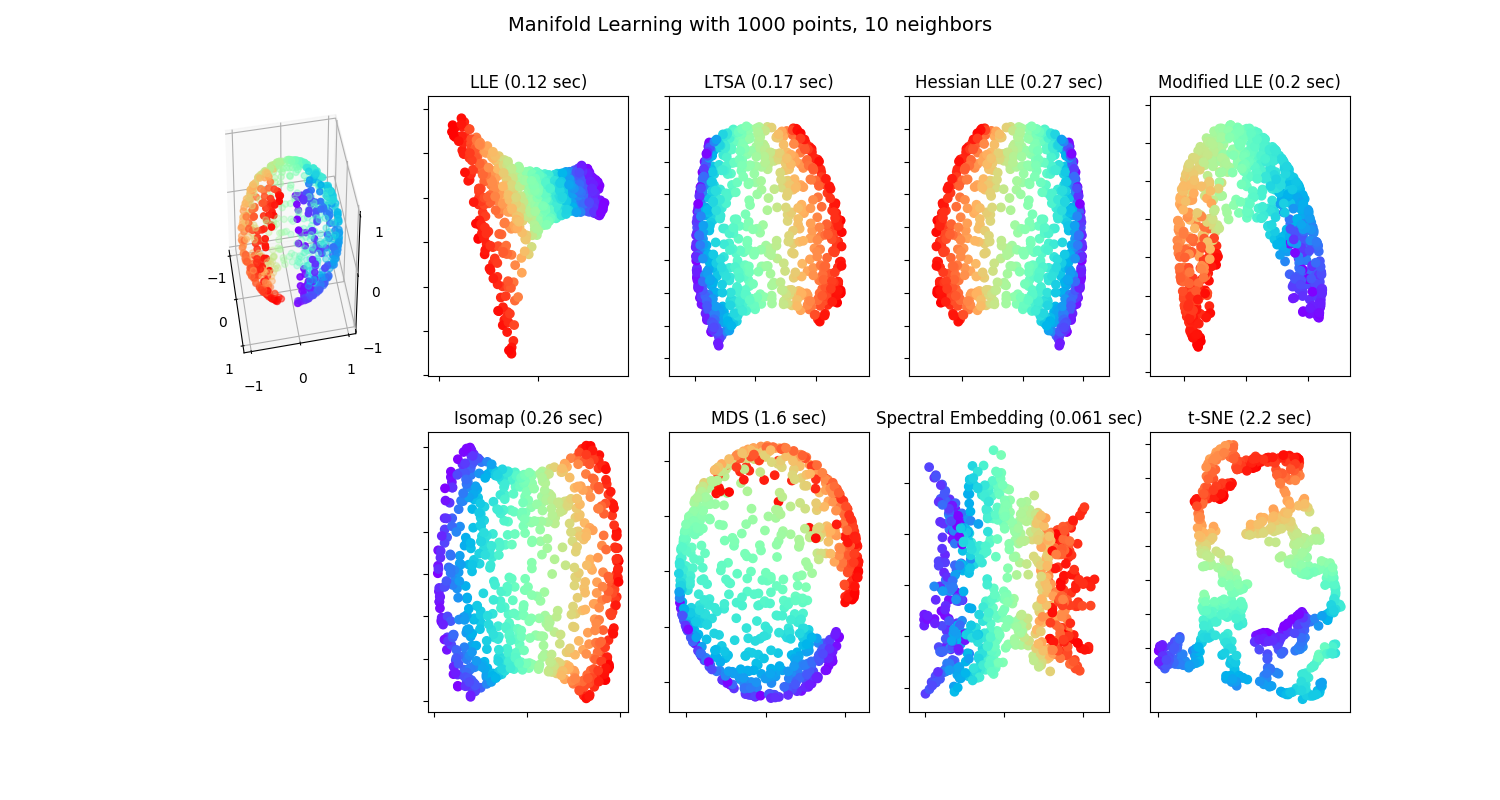 Manifold Learning with 1000 points, 10 neighbors
LLE (0.12 sec)
LTSA (0.17 sec)
Hessian LLE (0.27 sec)
Modified LLE (0.2 sec)
1
0
−1
−1
0
1
−1
0
1
Isomap (0.26 sec)
MDS (1.6 sec)
Spectral Embedding (0.061 sec)
t-SNE (2.2 sec)